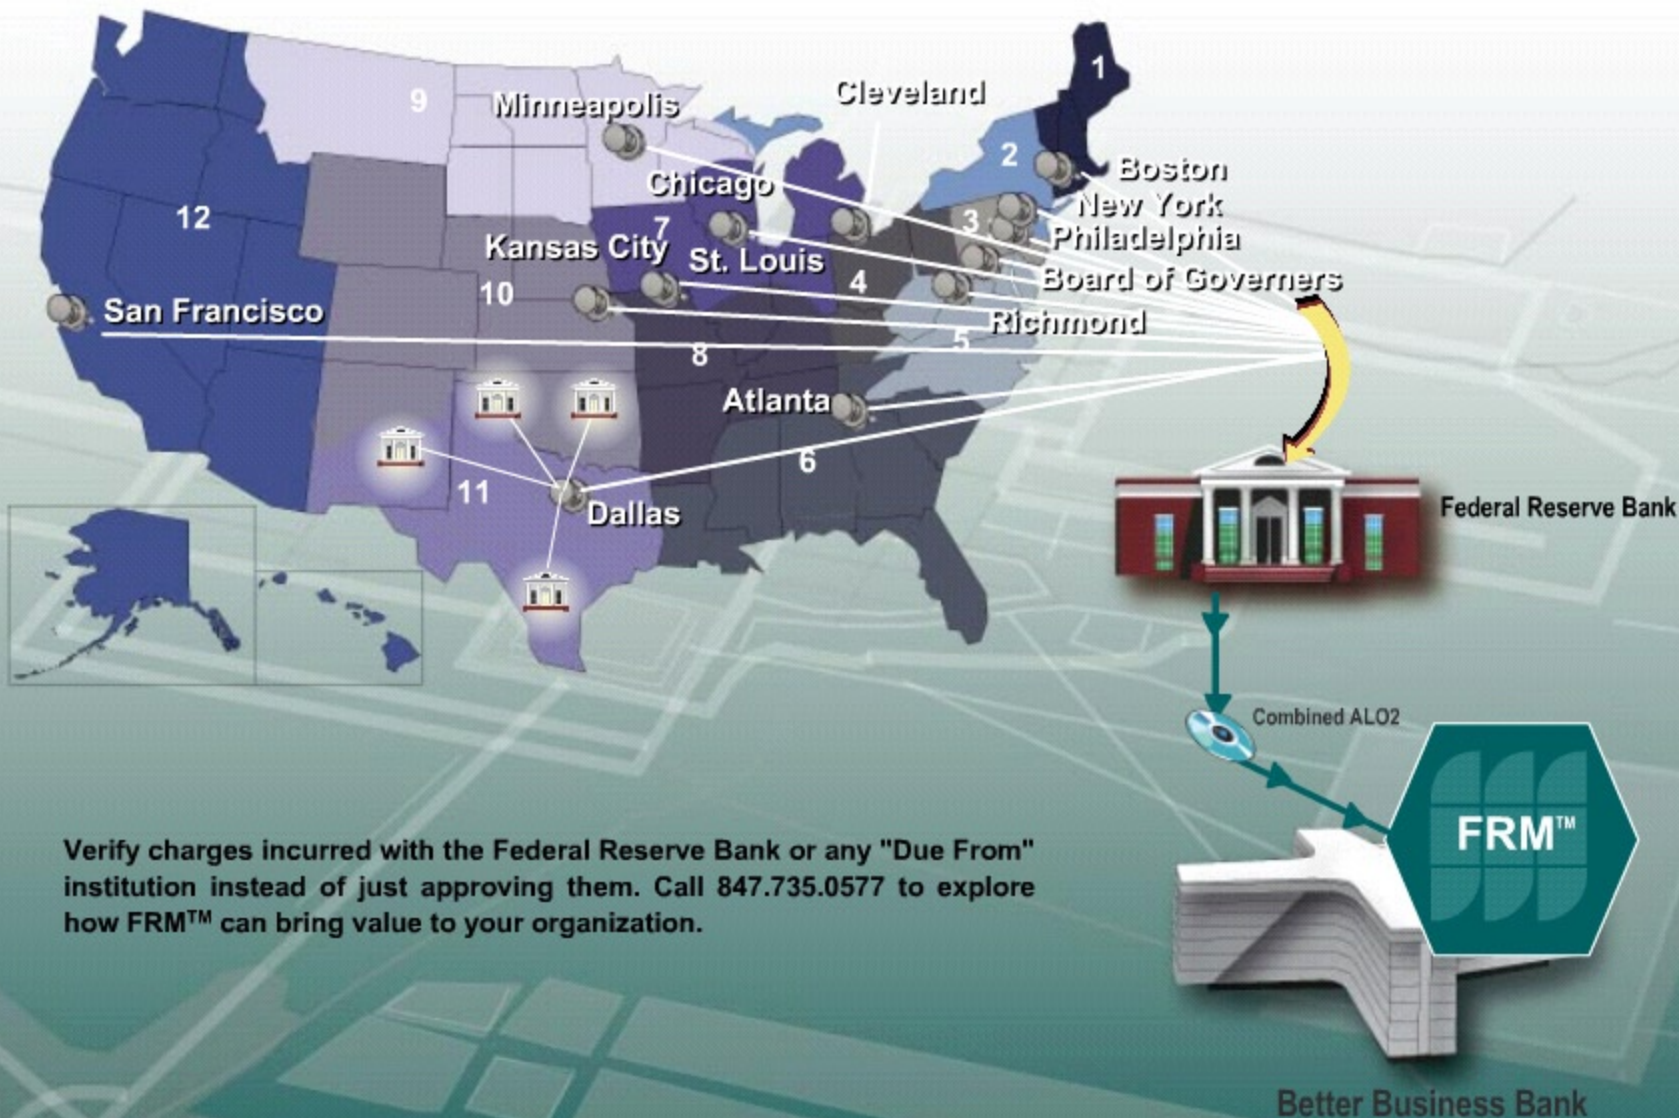 1
9
Cleveland
Minneapolis
2
Boston
Chicago
New York
12
3
7
Philadelphia
Kansas City
St. Louis
Board of Governers
4
10
San Francisco
Richmond
5
8
Atlanta
6
11
Dallas
Federal Reserve Bank
Combined ALO2
FRM™
Verify charges incurred with the Federal Reserve Bank or any "Due From"
institution instead of just approving them. Call 847.735.0577 to explore
how FRM™ can bring value to your organization.
Better Business Bank